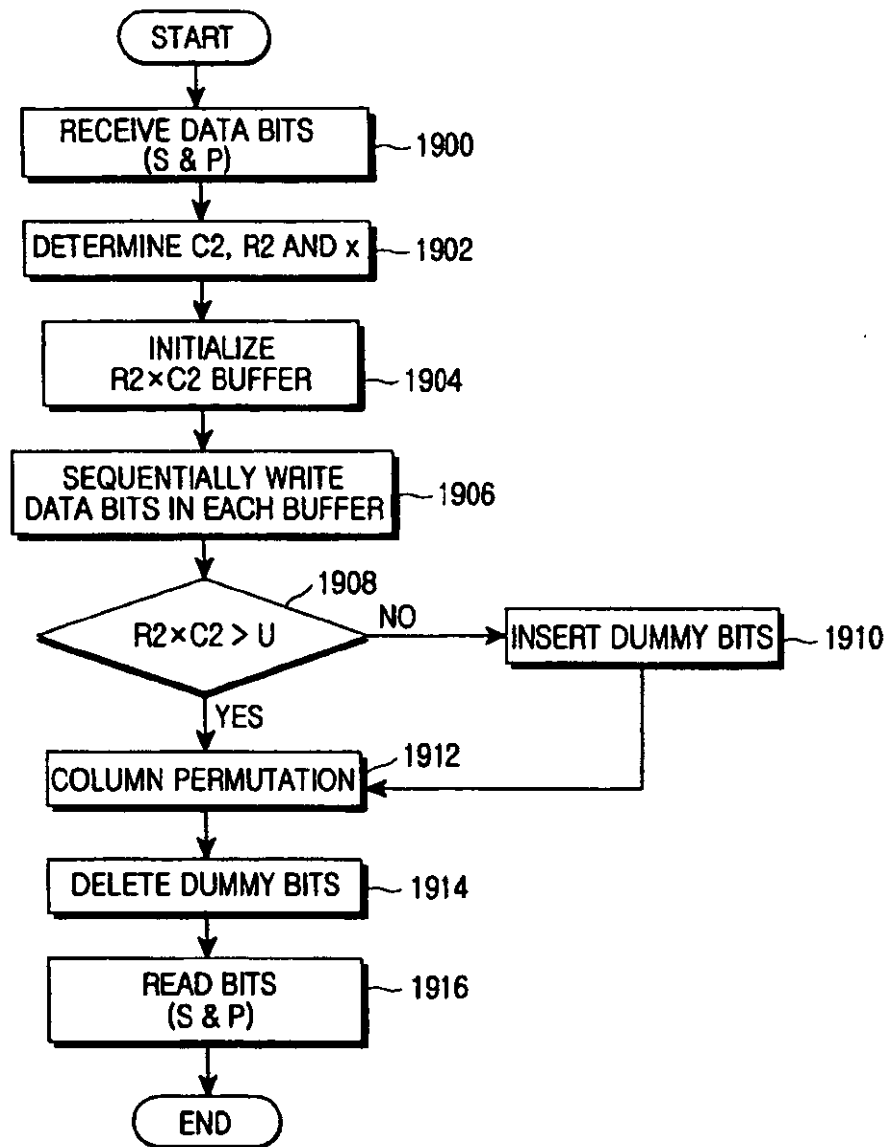 START
RECEIVE DATA BITS
(S & P)
1900
DETERMINE C2, R2 AND x
1902
INITIALIZE
R2×C2 BUFFER
1904
SEQUENTIALLY WRITE
DATA BITS IN EACH BUFFER
1906
1908
R2×C2 > U
NO
INSERT DUMMY BITS
1910
YES
1912
COLUMN PERMUTATION
DELETE DUMMY BITS
1914
READ BITS
(S & P)
1916
END